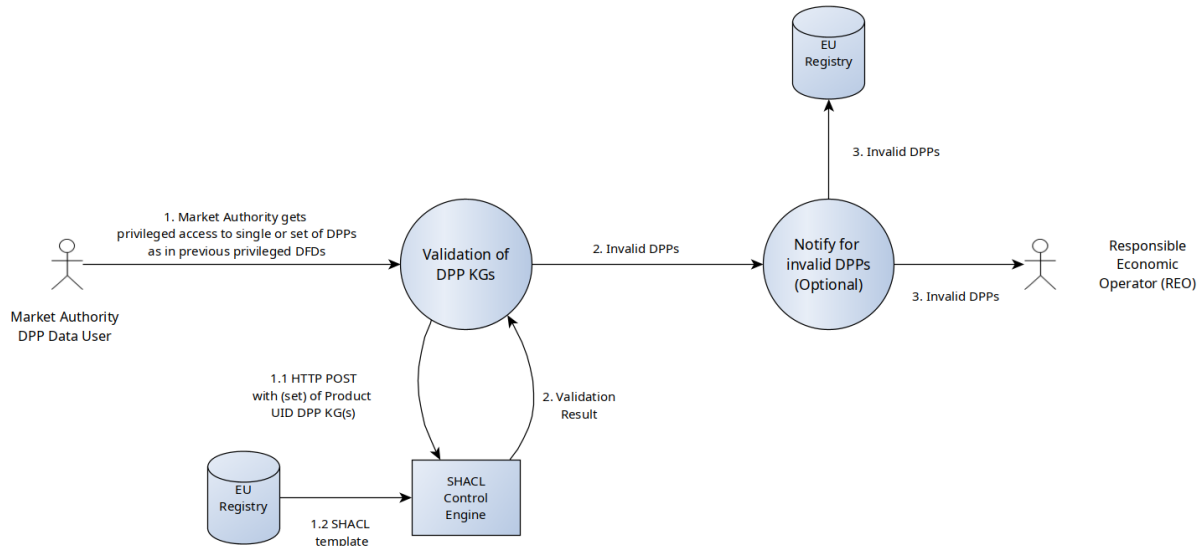 EU
Registry
3. Invalid DPPs
1. Market Authority gets
privileged access to single or set of DPPs
as in previous privileged DFDs
Market Authority
DPP Data User
Validation of
DPP KGs
2. Invalid DPPs
Notify for
invalid DPPs
(Optional)
3. Invalid DPPs
Responsible
Economic
Operator (REO)
1.1 HTTP POST
with (set) of Product
UID DPP KG(s)
2. Validation
Result
EU
Registry
1.2 SHACL
template
SHACL
Control
Engine